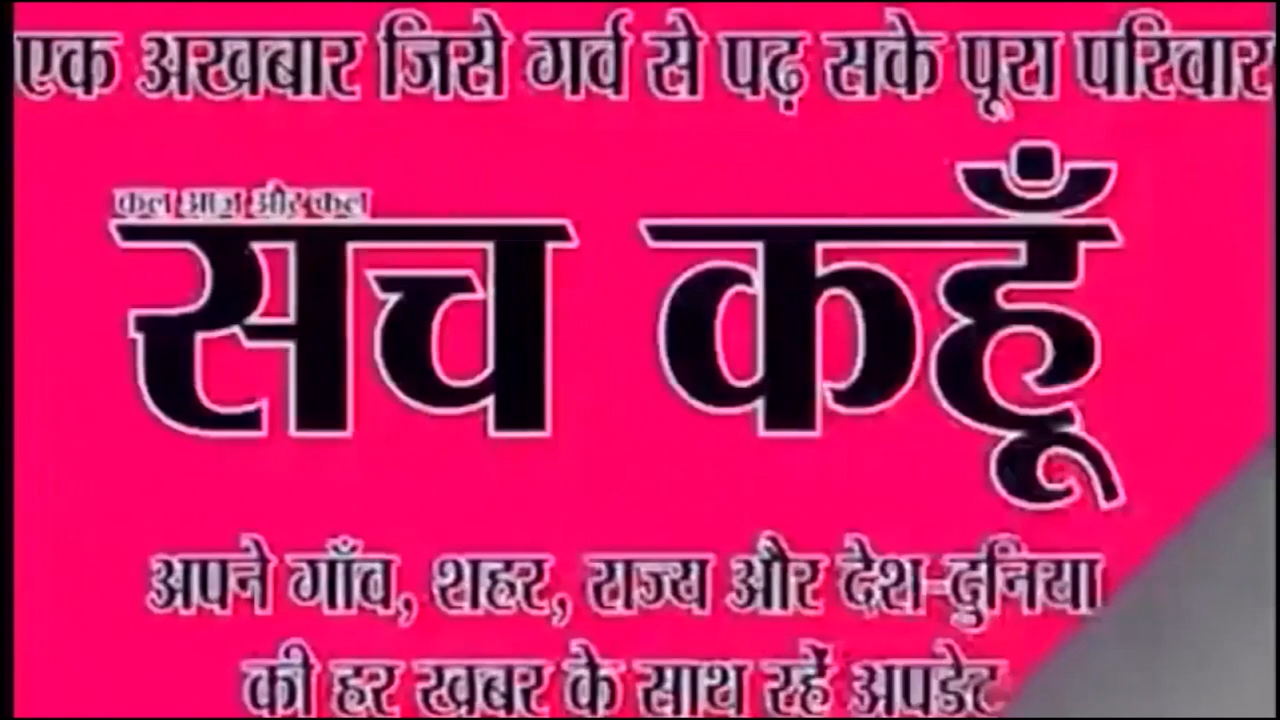 एक अखबार जिसे गर्व से पढ़ सके पूरा परिवार
कल आज और कल
सच कहूँ
अपने गाँव, शहर, राज्य और देश-दुनिया
की हर खबर के साथ रहें अपडेट